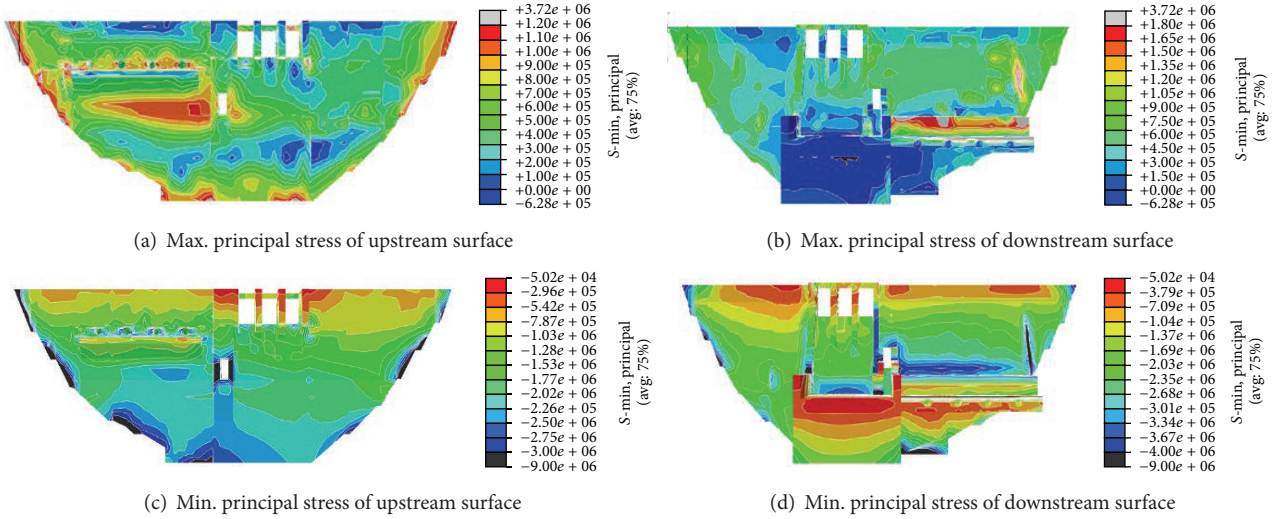 +3.72e + 06
+1.20e + 06
+1.10e + 06
+1.00e + 06
+9.00e + 05
+8.00e + 05
+7.00e + 05
+6.00e + 05
+5.00e + 05
+4.00e + 05
+3.00e + 05
+2.00e + 05
+1.00e + 05
+0.00e + 00
−6.28e + 05
S-min, principal
(avg: 75%)
(a) Max. principal stress of upstream surface
+3.72e + 06
+1.80e + 06
+1.65e + 06
+1.50e + 06
+1.35e + 06
+1.20e + 06
+1.05e + 06
+9.00e + 05
+7.50e + 05
+6.00e + 05
+4.50e + 05
+3.00e + 05
+1.50e + 05
+0.00e + 00
−6.28e + 05
S-min, principal
(avg: 75%)
(b) Max. principal stress of downstream surface
−5.02e + 04
−2.96e + 05
−5.42e + 05
−7.87e + 05
−1.03e + 06
−1.28e + 06
−1.53e + 06
−1.77e + 06
−2.02e + 06
−2.26e + 05
−2.50e + 06
−2.75e + 06
−3.00e + 06
−9.00e + 06
S-min, principal
(avg: 75%)
(c) Min. principal stress of upstream surface
−5.02e + 04
−3.79e + 05
−7.09e + 05
−1.04e + 06
−1.37e + 06
−1.69e + 06
−2.03e + 06
−2.35e + 06
−2.68e + 06
−3.01e + 06
−3.34e + 06
−3.67e + 06
−4.00e + 06
−9.00e + 06
S-min, principal
(avg: 75%)
(d) Min. principal stress of downstream surface